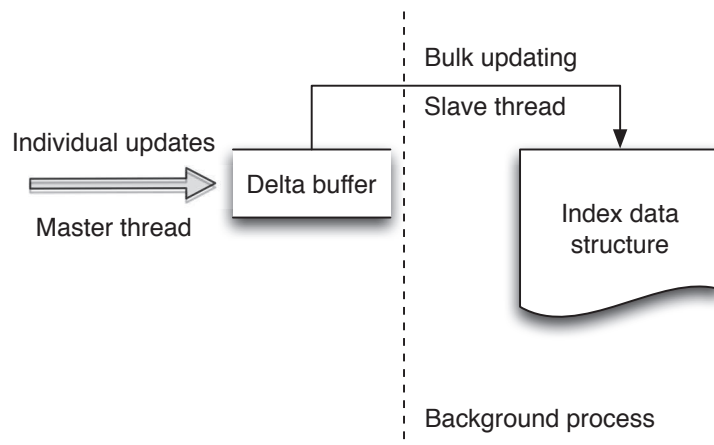 Bulk updating
Slave thread
Individual updates
Master thread
Delta buffer
Index data
structure
Background process